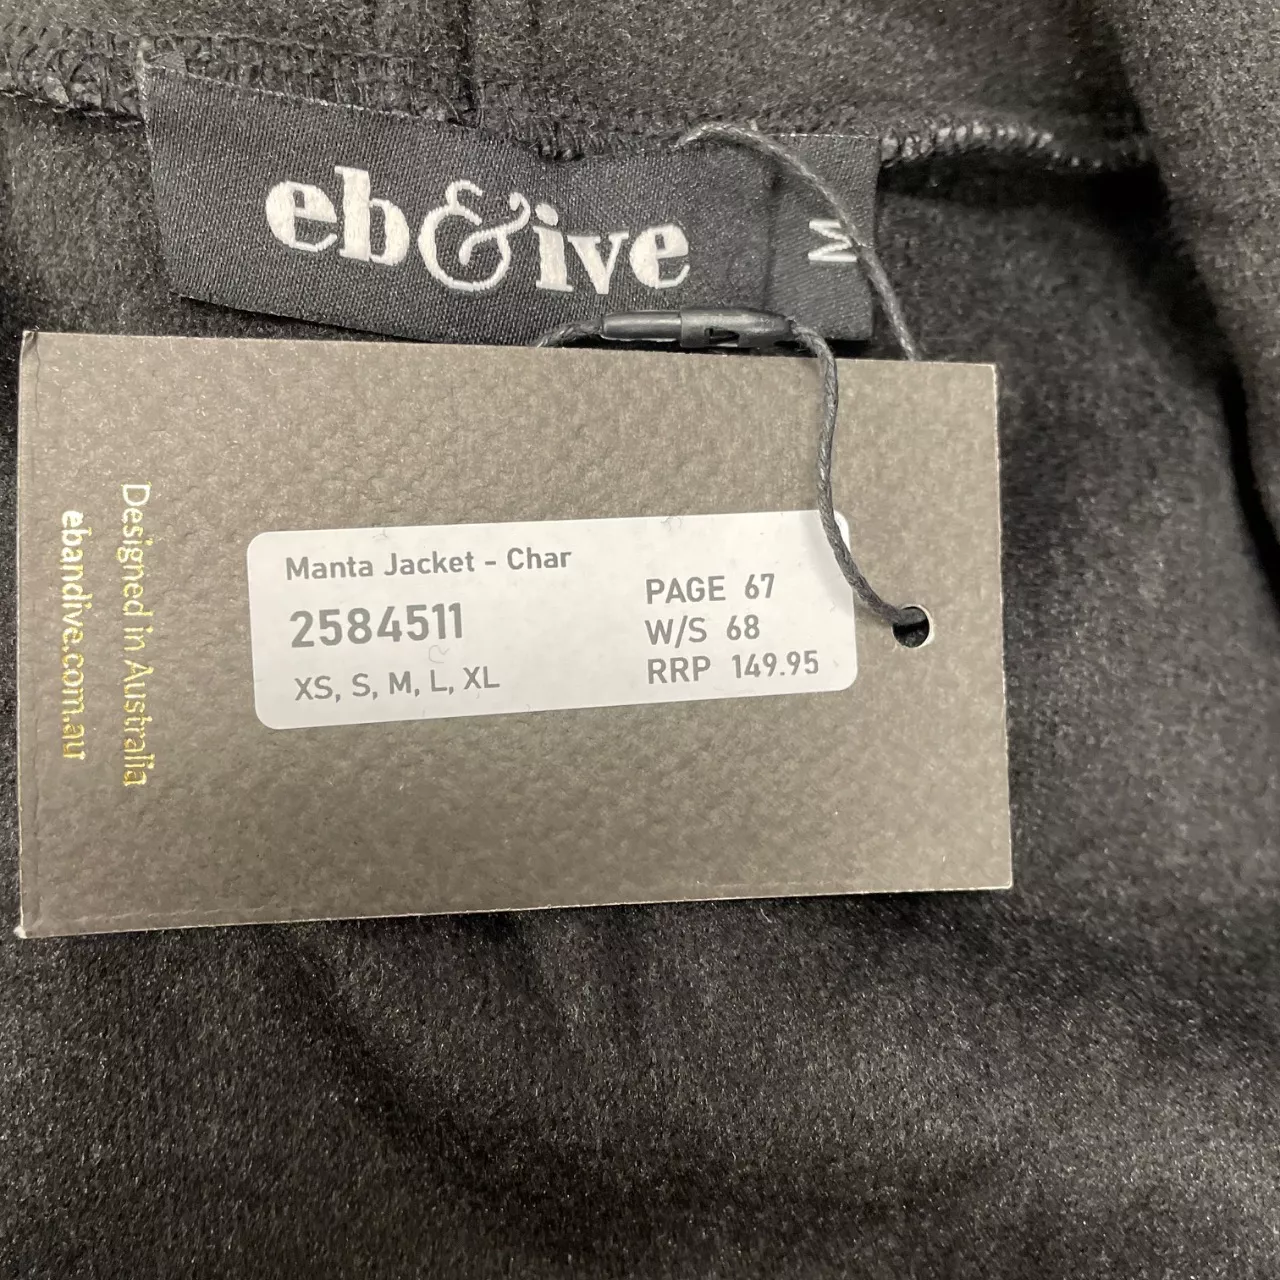 eb&ive
M
Manta Jacket - Char
2584511
XS, S, M, L, XL
PAGE 67
W/S 68
RRP 149.95
Designed in Australia
ebandive.com.au